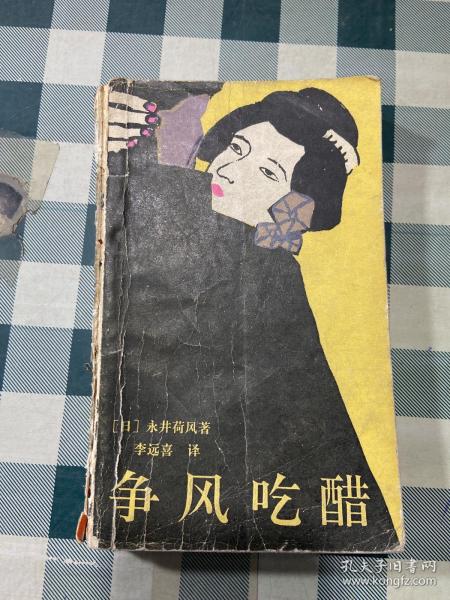 [日] 永井荷风著
李远喜 译
争风吃醋
孔夫子旧书网
www.kongfz.com